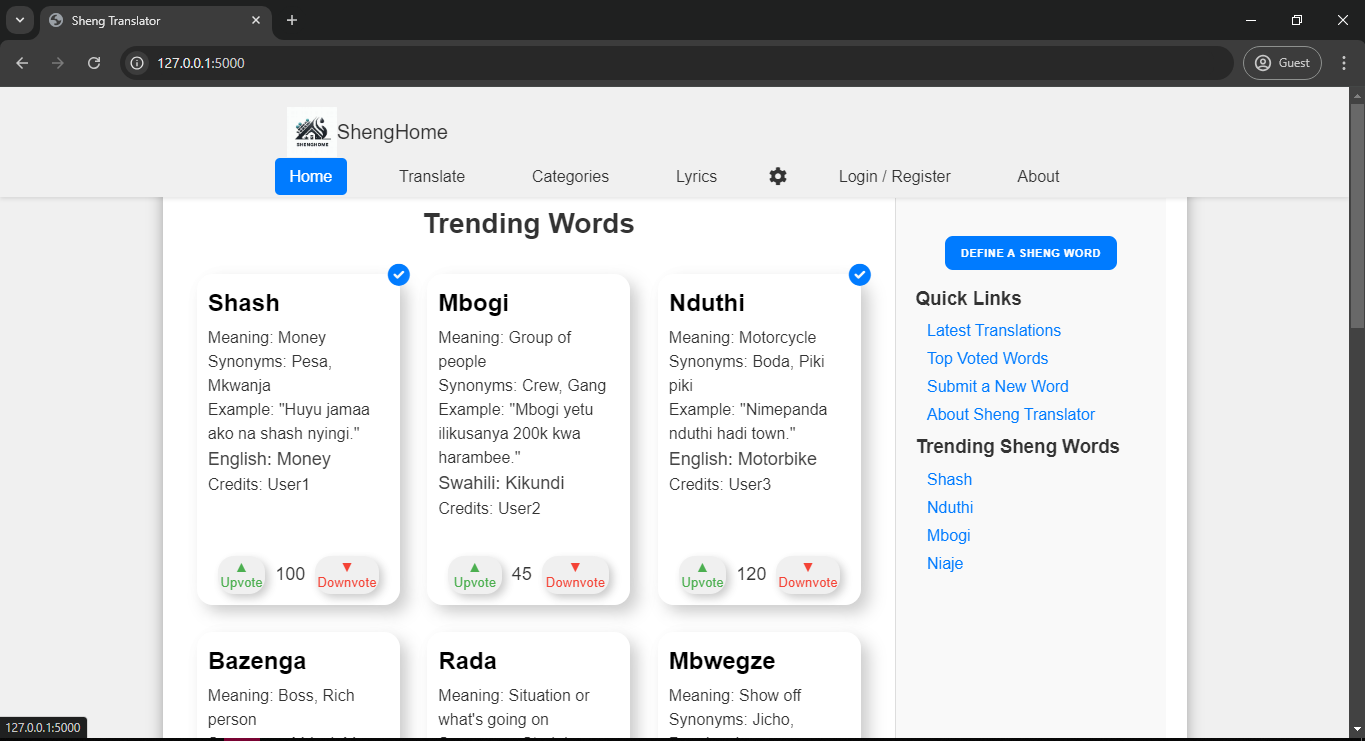 Sheng Translator
127.0.0.1:5000
Guest
SHENGHOME
ShengHome
Home
Translate
Categories
Lyrics
Login / Register
About
Trending Words
Shash
Meaning: Money
Synonyms: Pesa,
Mkwanja
Example: "Huyu jamaa
ako na shash nyingi."
English: Money
Credits: User1
▲
Upvote
100
▼
Downvote
Mbogi
Meaning: Group of
people
Synonyms: Crew, Gang
Example: "Mbogi yetu
ilikusanya 200k kwa
harambee."
Swahili: Kikundi
Credits: User2
▲
Upvote
45
▼
Downvote
Nduthi
Meaning: Motorcycle
Synonyms: Boda, Piki
piki
Example: "Nimepanda
nduthi hadi town."
English: Motorbike
Credits: User3
▲
Upvote
120
▼
Downvote
Bazenga
Meaning: Boss, Rich
person
Rada
Meaning: Situation or
what's going on
Mbwegze
Meaning: Show off
Synonyms: Jicho,
DEFINE A SHENG WORD
Quick Links
Latest Translations
Top Voted Words
Submit a New Word
About Sheng Translator
Trending Sheng Words
Shash
Nduthi
Mbogi
Niaje
127.0.0.1:5000